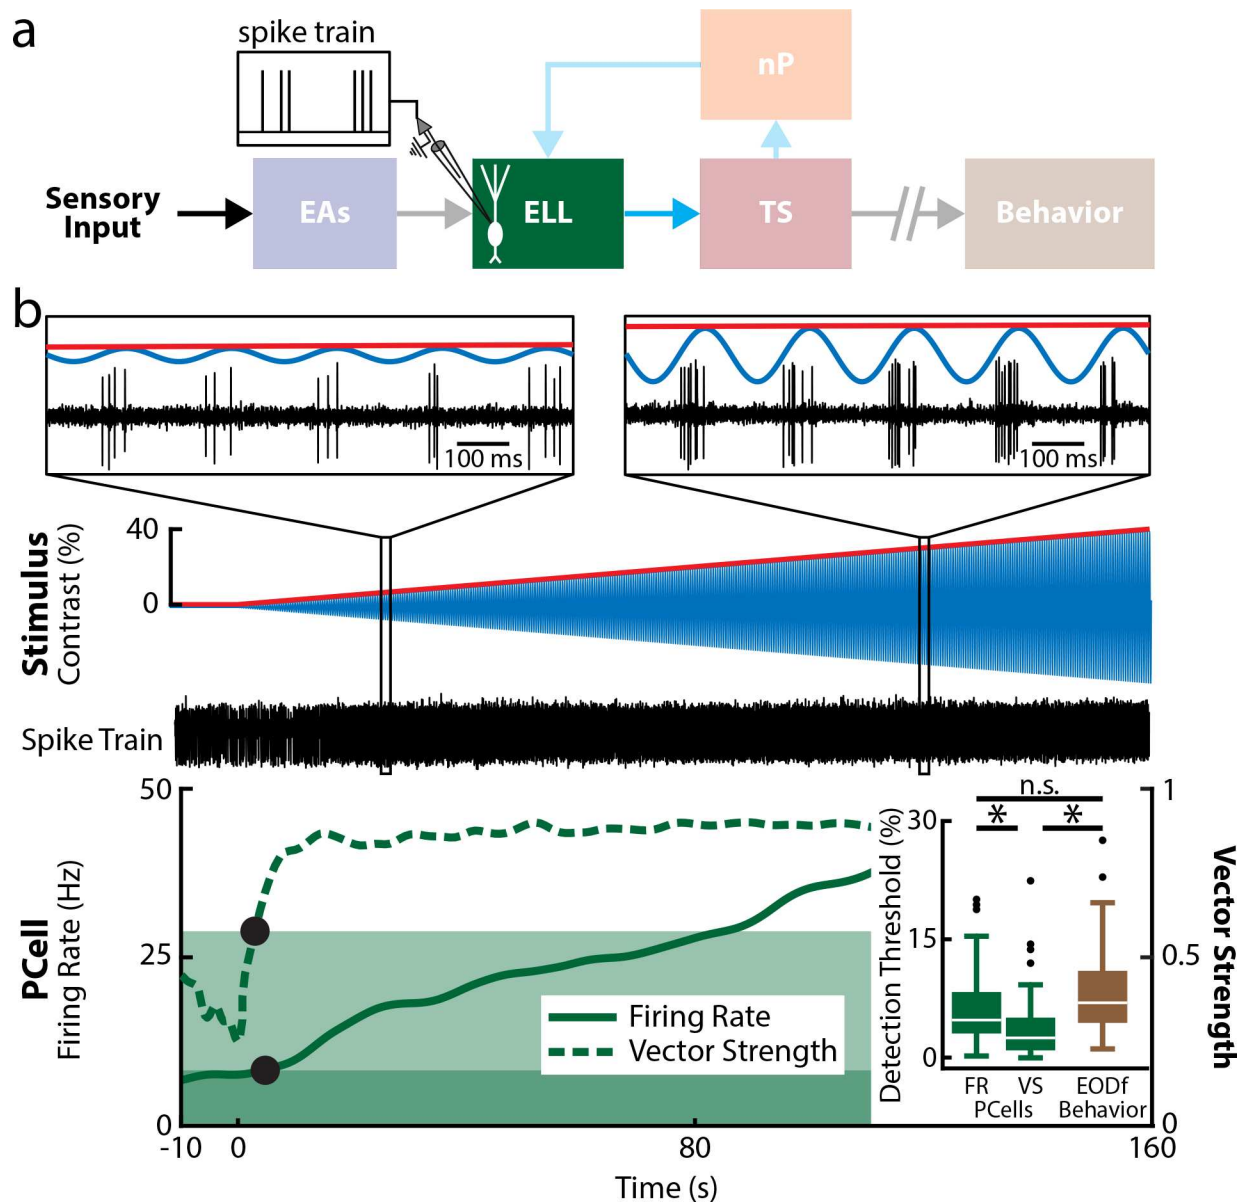 a
spike train
nP
Sensory
Input
EAs
ELL
TS
Behavior
b
100 ms
100 ms
Stimulus
Contrast (%)
40
0
Spike Train
PCell
Firing Rate (Hz)
50
25
0
Firing Rate
Vector Strength
n.s.
* *
Detection Threshold (%)
30
15
0
FR VS EODf
PCells Behavior
1
0.5
0
Vector Strength
-10 0 80 160
Time (s)